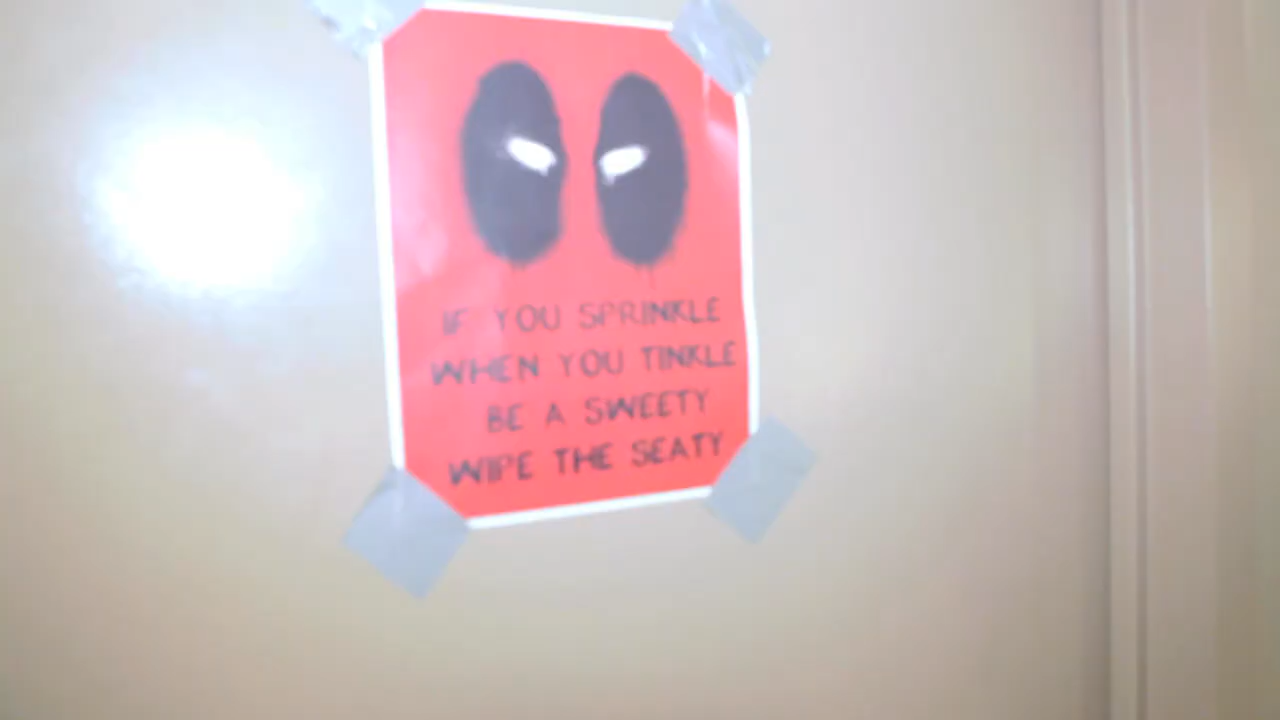 IF YOU SPRINKLE
WHEN YOU TINKLE
BE A SWEETY
WIPE THE SEATY